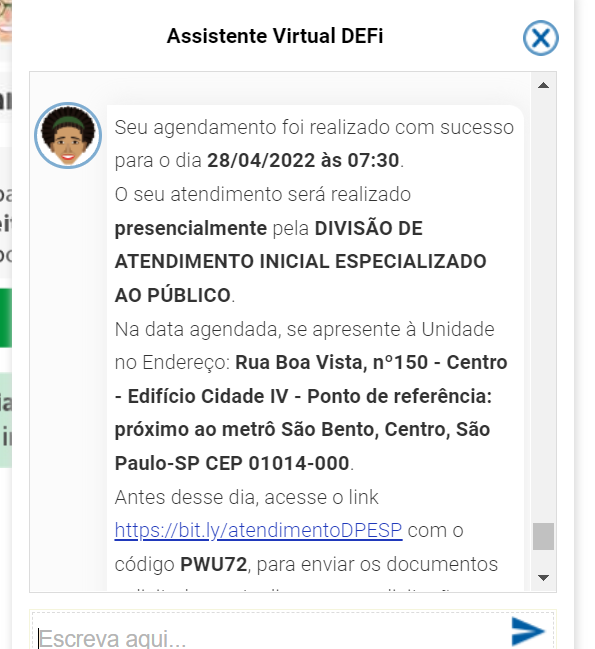 Assistente Virtual DEFi
Seu agendamento foi realizado com sucesso
para o dia 28/04/2022 às 07:30.
O seu atendimento será realizado
presencialmente pela DIVISÃO DE
ATENDIMENTO INICIAL ESPECIALIZADO
AO PÚBLICO.
Na data agendada, se apresente à Unidade
no Endereço: Rua Boa Vista, nº150 - Centro
- Edifício Cidade IV - Ponto de referência:
próximo ao metrô São Bento, Centro, São
Paulo-SP CEP 01014-000.
Antes desse dia, acesse o link
https://bit.ly/atendimentoDPESP com o
código PWU72, para enviar os documentos
Escreva aqui...